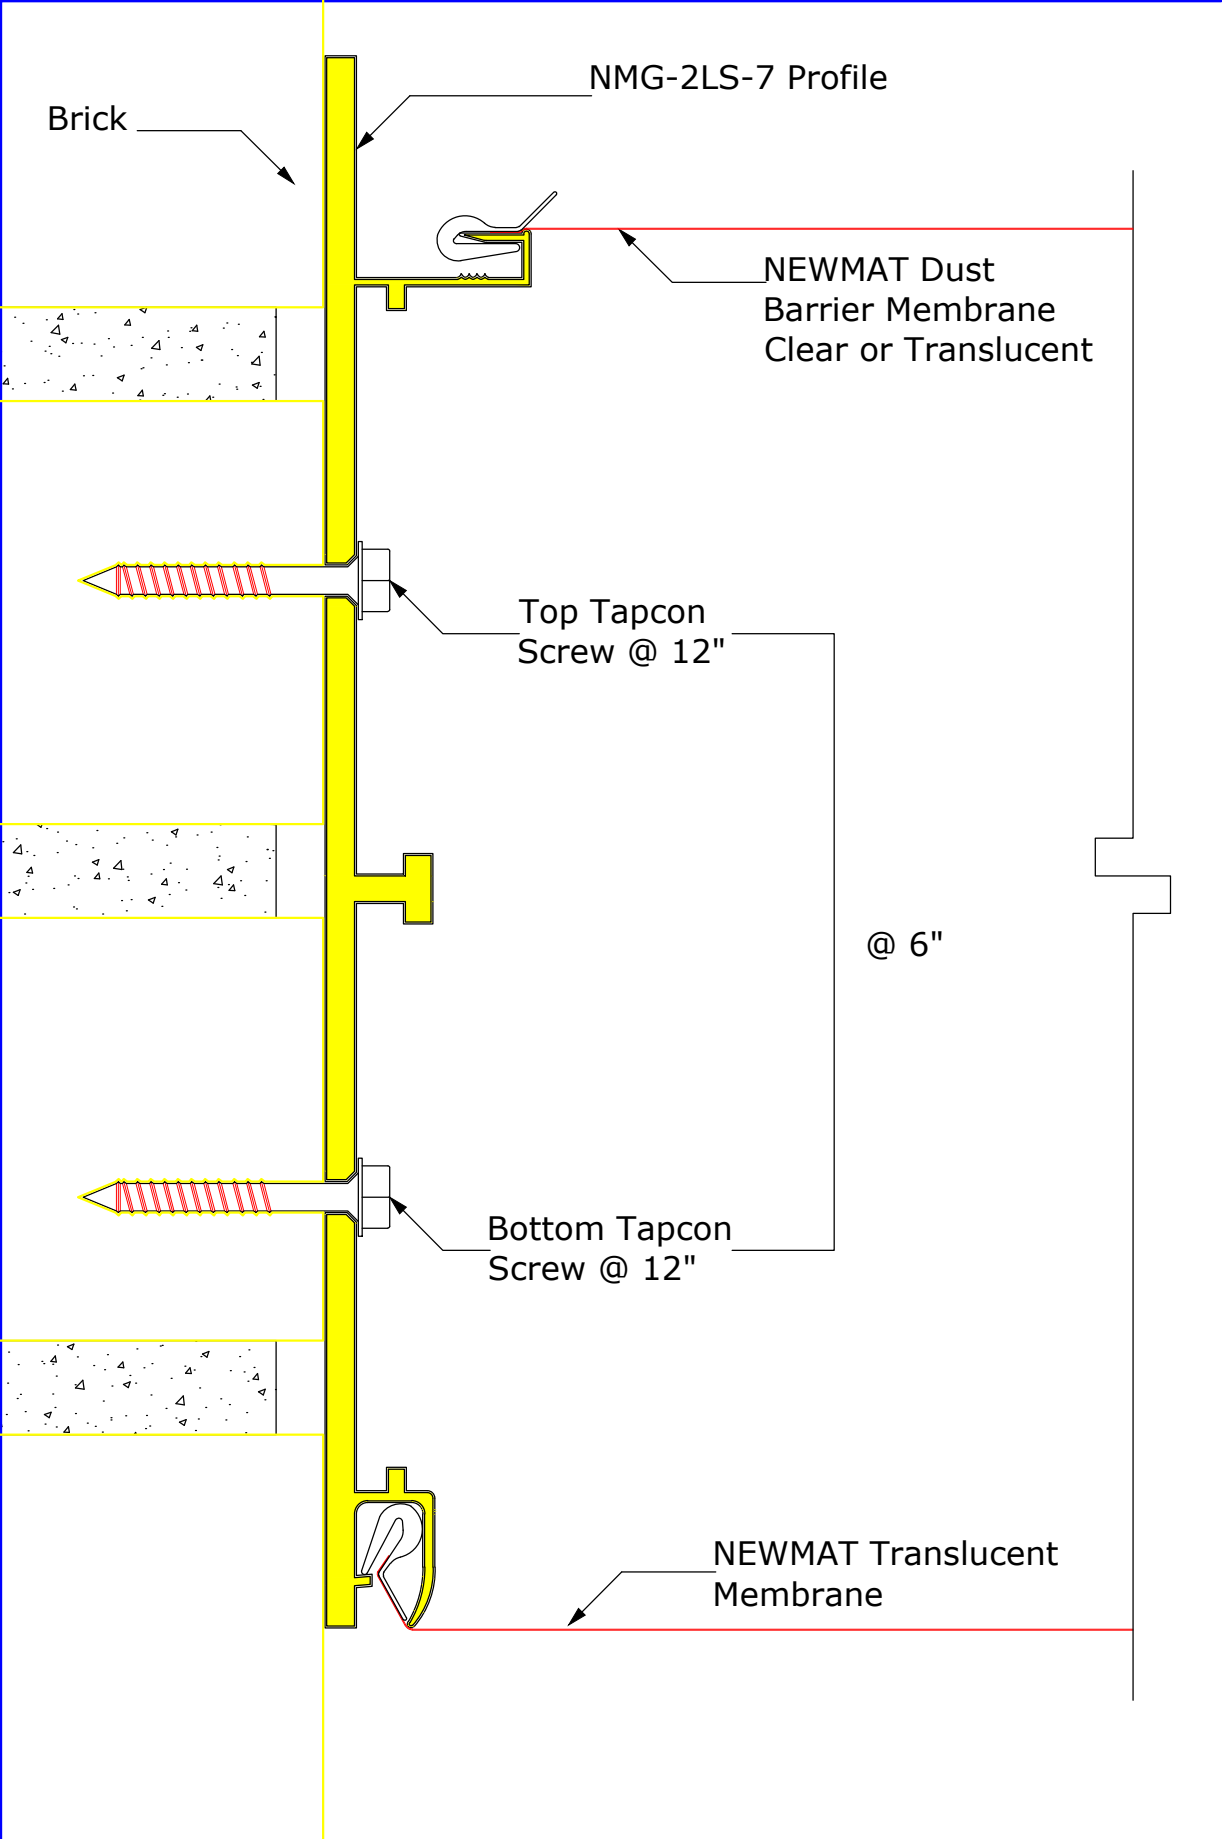 NMG-2LS-7 Profile
Brick
NEWMAT Dust
Barrier Membrane
Clear or Translucent
Top Tapcon
Screw @ 12"
@ 6"
Bottom Tapcon
Screw @ 12"
NEWMAT Translucent
Membrane